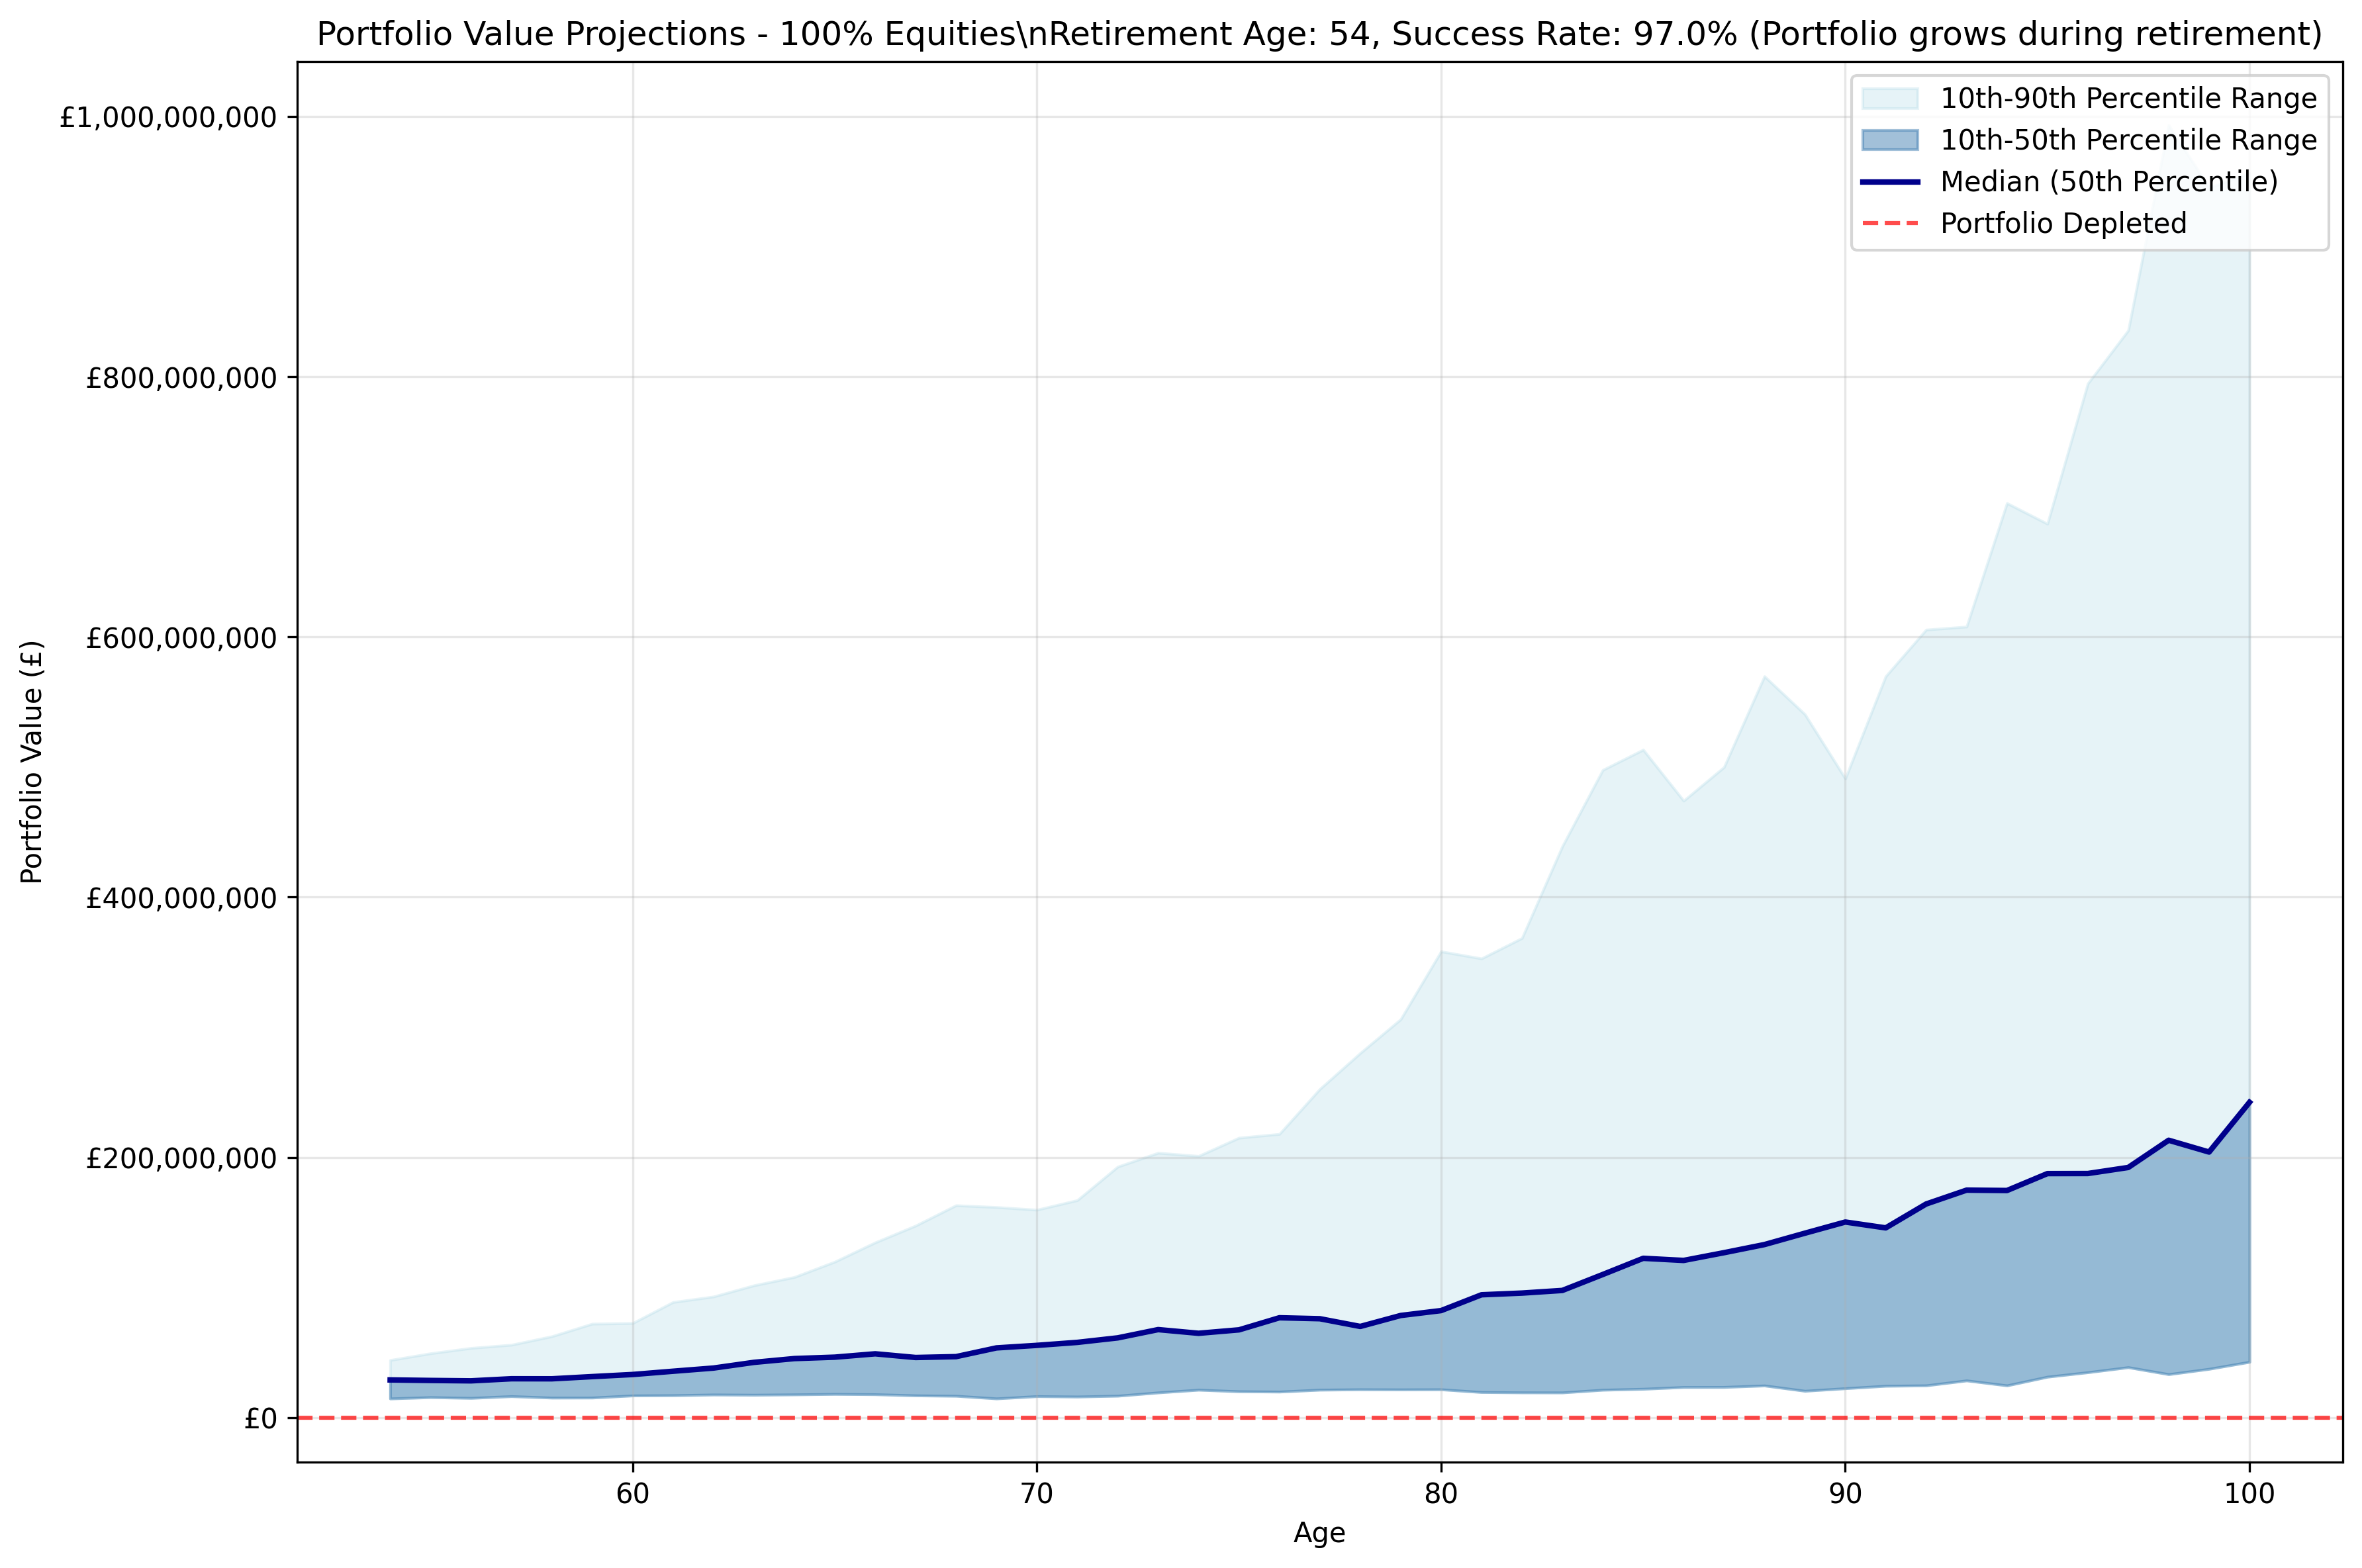 Portfolio Value Projections - 100% Equities\nRetirement Age: 54, Success Rate: 97.0% (Portfolio grows during retirement)
10th-90th Percentile Range
10th-50th Percentile Range
Median (50th Percentile)
Portfolio Depleted
£1,000,000,000
£800,000,000
£600,000,000
£400,000,000
£200,000,000
£0
Portfolio Value (£)
60
70
80
90
100
Age